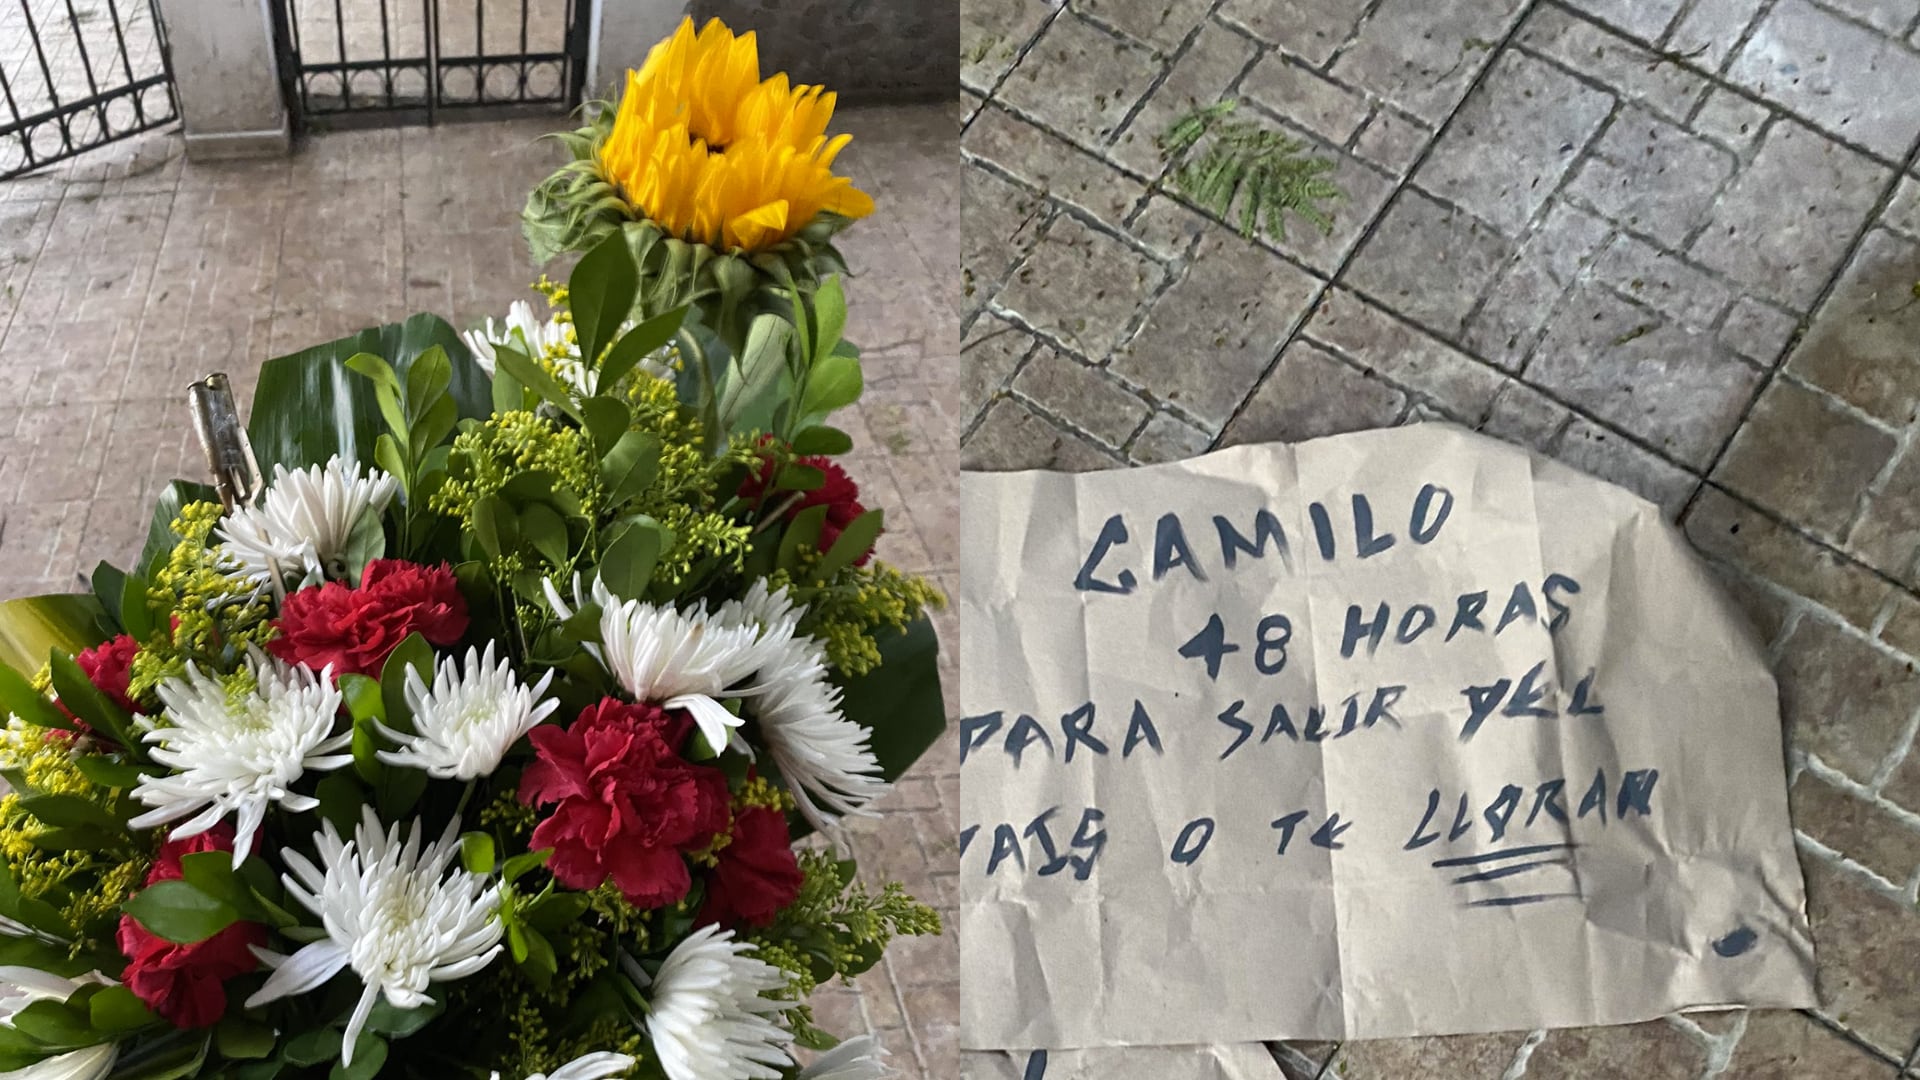 CAMILO
48 HORAS
PARA SALIR DEL
PAIS O TE LLORAN